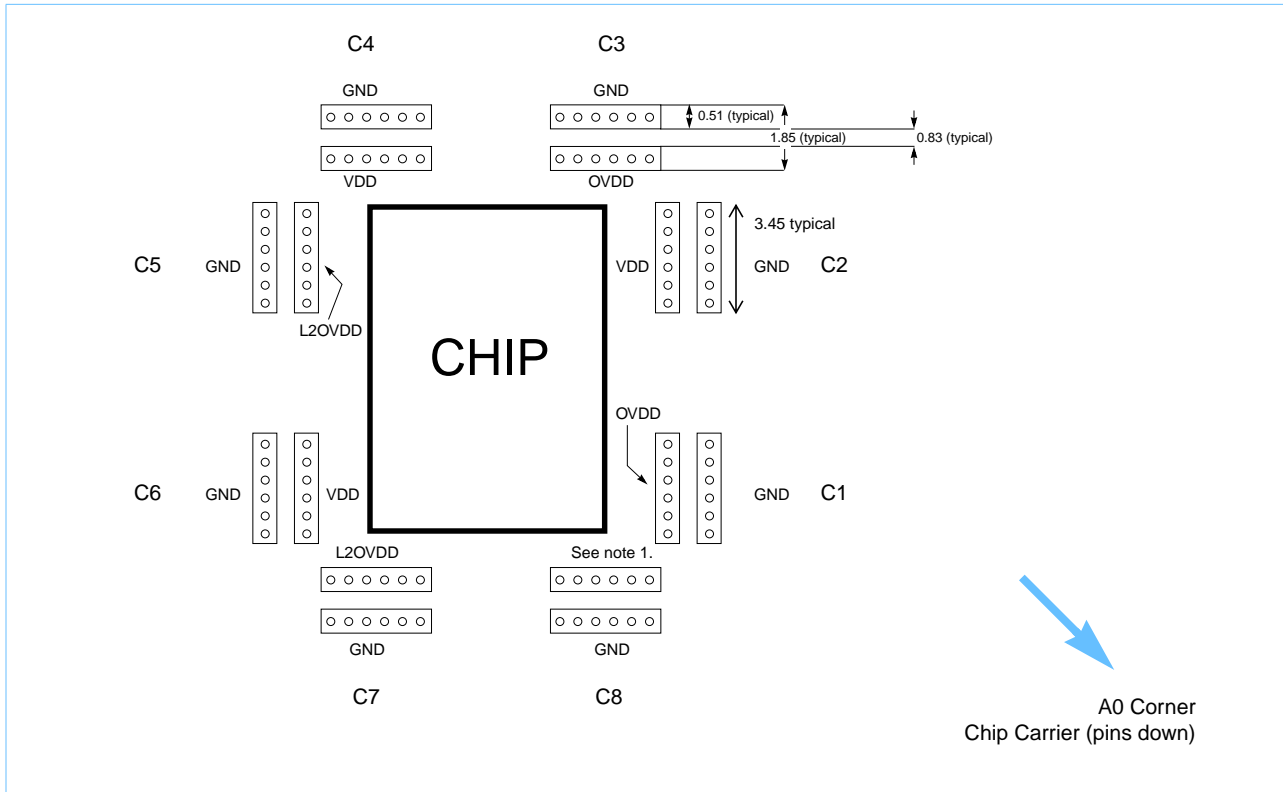 C4
C3
GND
GND
0.51 (typical)
1.85 (typical)
0.83 (typical)
VDD
OVDD
3.45 typical
C5
GND
VDD
GND
C2
L2OVDD
CHIP
OVDD
C6
GND
VDD
GND
C1
L2OVDD
See note 1.
GND
GND
C7
C8
A0 Corner
Chip Carrier (pins down)